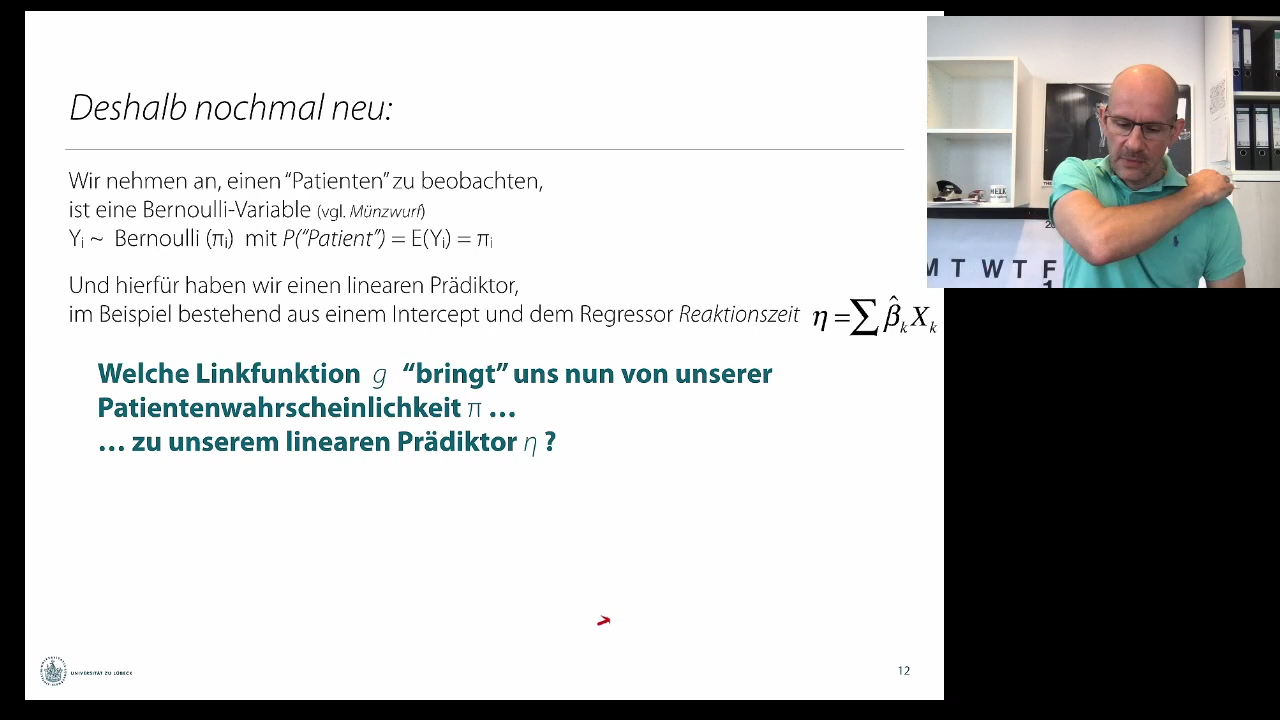 Deshalb nochmal neu:
Wir nehmen an, einen “Patienten” zu beobachten,
ist eine Bernoulli-Variable (vgl. Münzwurf)
Yᵢ ~ Bernoulli (πᵢ) mit P(“Patient”) = E(Yᵢ) = πᵢ
Und hierfür haben wir einen linearen Prädiktor,
im Beispiel bestehend aus einem Intercept und dem Regressor Reaktionszeit η = ∑ β̂ₖXₖ
Welche Linkfunktion g “bringt” uns nun von unserer
Patientenwahrscheinlichkeit π …
… zu unserem linearen Prädiktor η ?
UNIVERSITÄT ZU LÜBECK
12
M T W T F